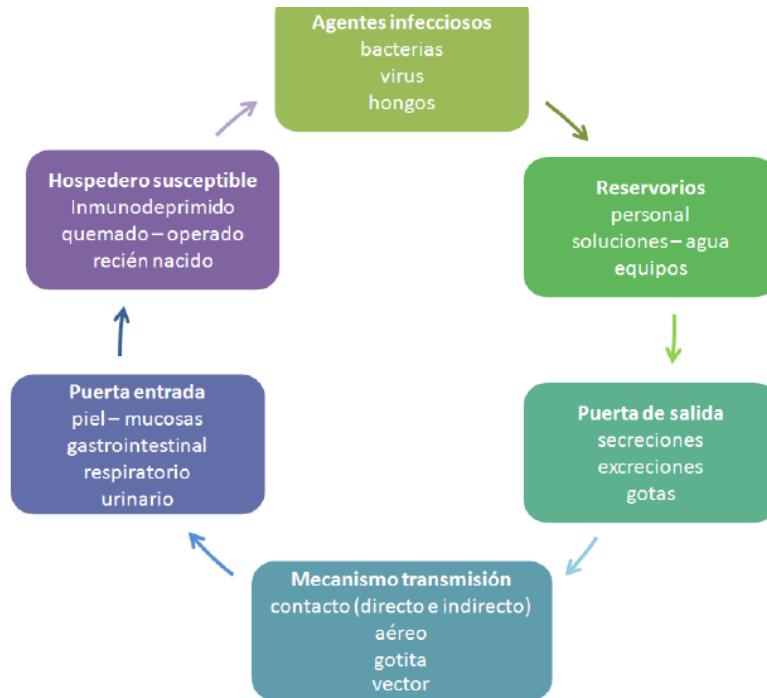 Agentes infecciosos
bacterias
virus
hongos
Reservorios
personal
soluciones – agua
equipos
Puerta de salida
secreciones
excreciones
gotas
Mecanismo transmisión
contacto (directo e indirecto)
aéreo
gotita
vector
Puerta entrada
piel – mucosas
gastrointestinal
respiratorio
urinario
Hospedero susceptible
Inmunodeprimido
quemado – operado
recién nacido